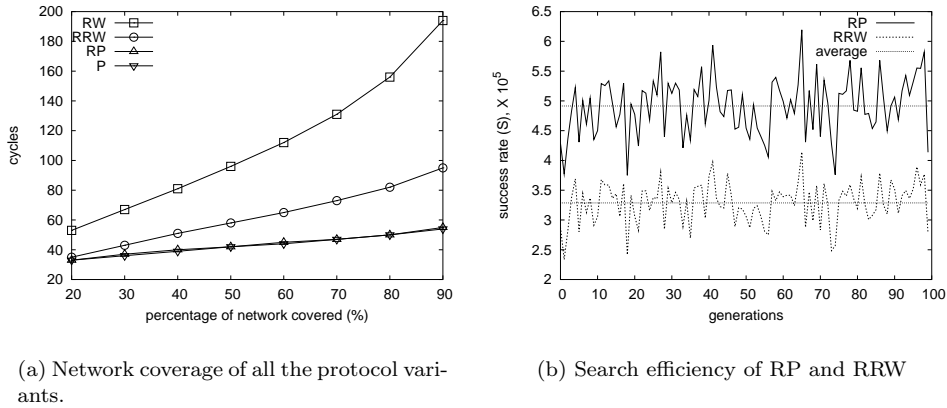 200
180
160
140
120
100
80
60
40
20
20 30 40 50 60 70 80 90
cycles
percentage of network covered (%)
RW
RRW
RP
P
6.5
6
5.5
5
4.5
4
3.5
3
2.5
2
0 10 20 30 40 50 60 70 80 90 100
success rate (S), X 10^5
generations
RP
RRW
average
(a) Network coverage of all the protocol vari-
ants.
(b) Search efficiency of RP and RRW